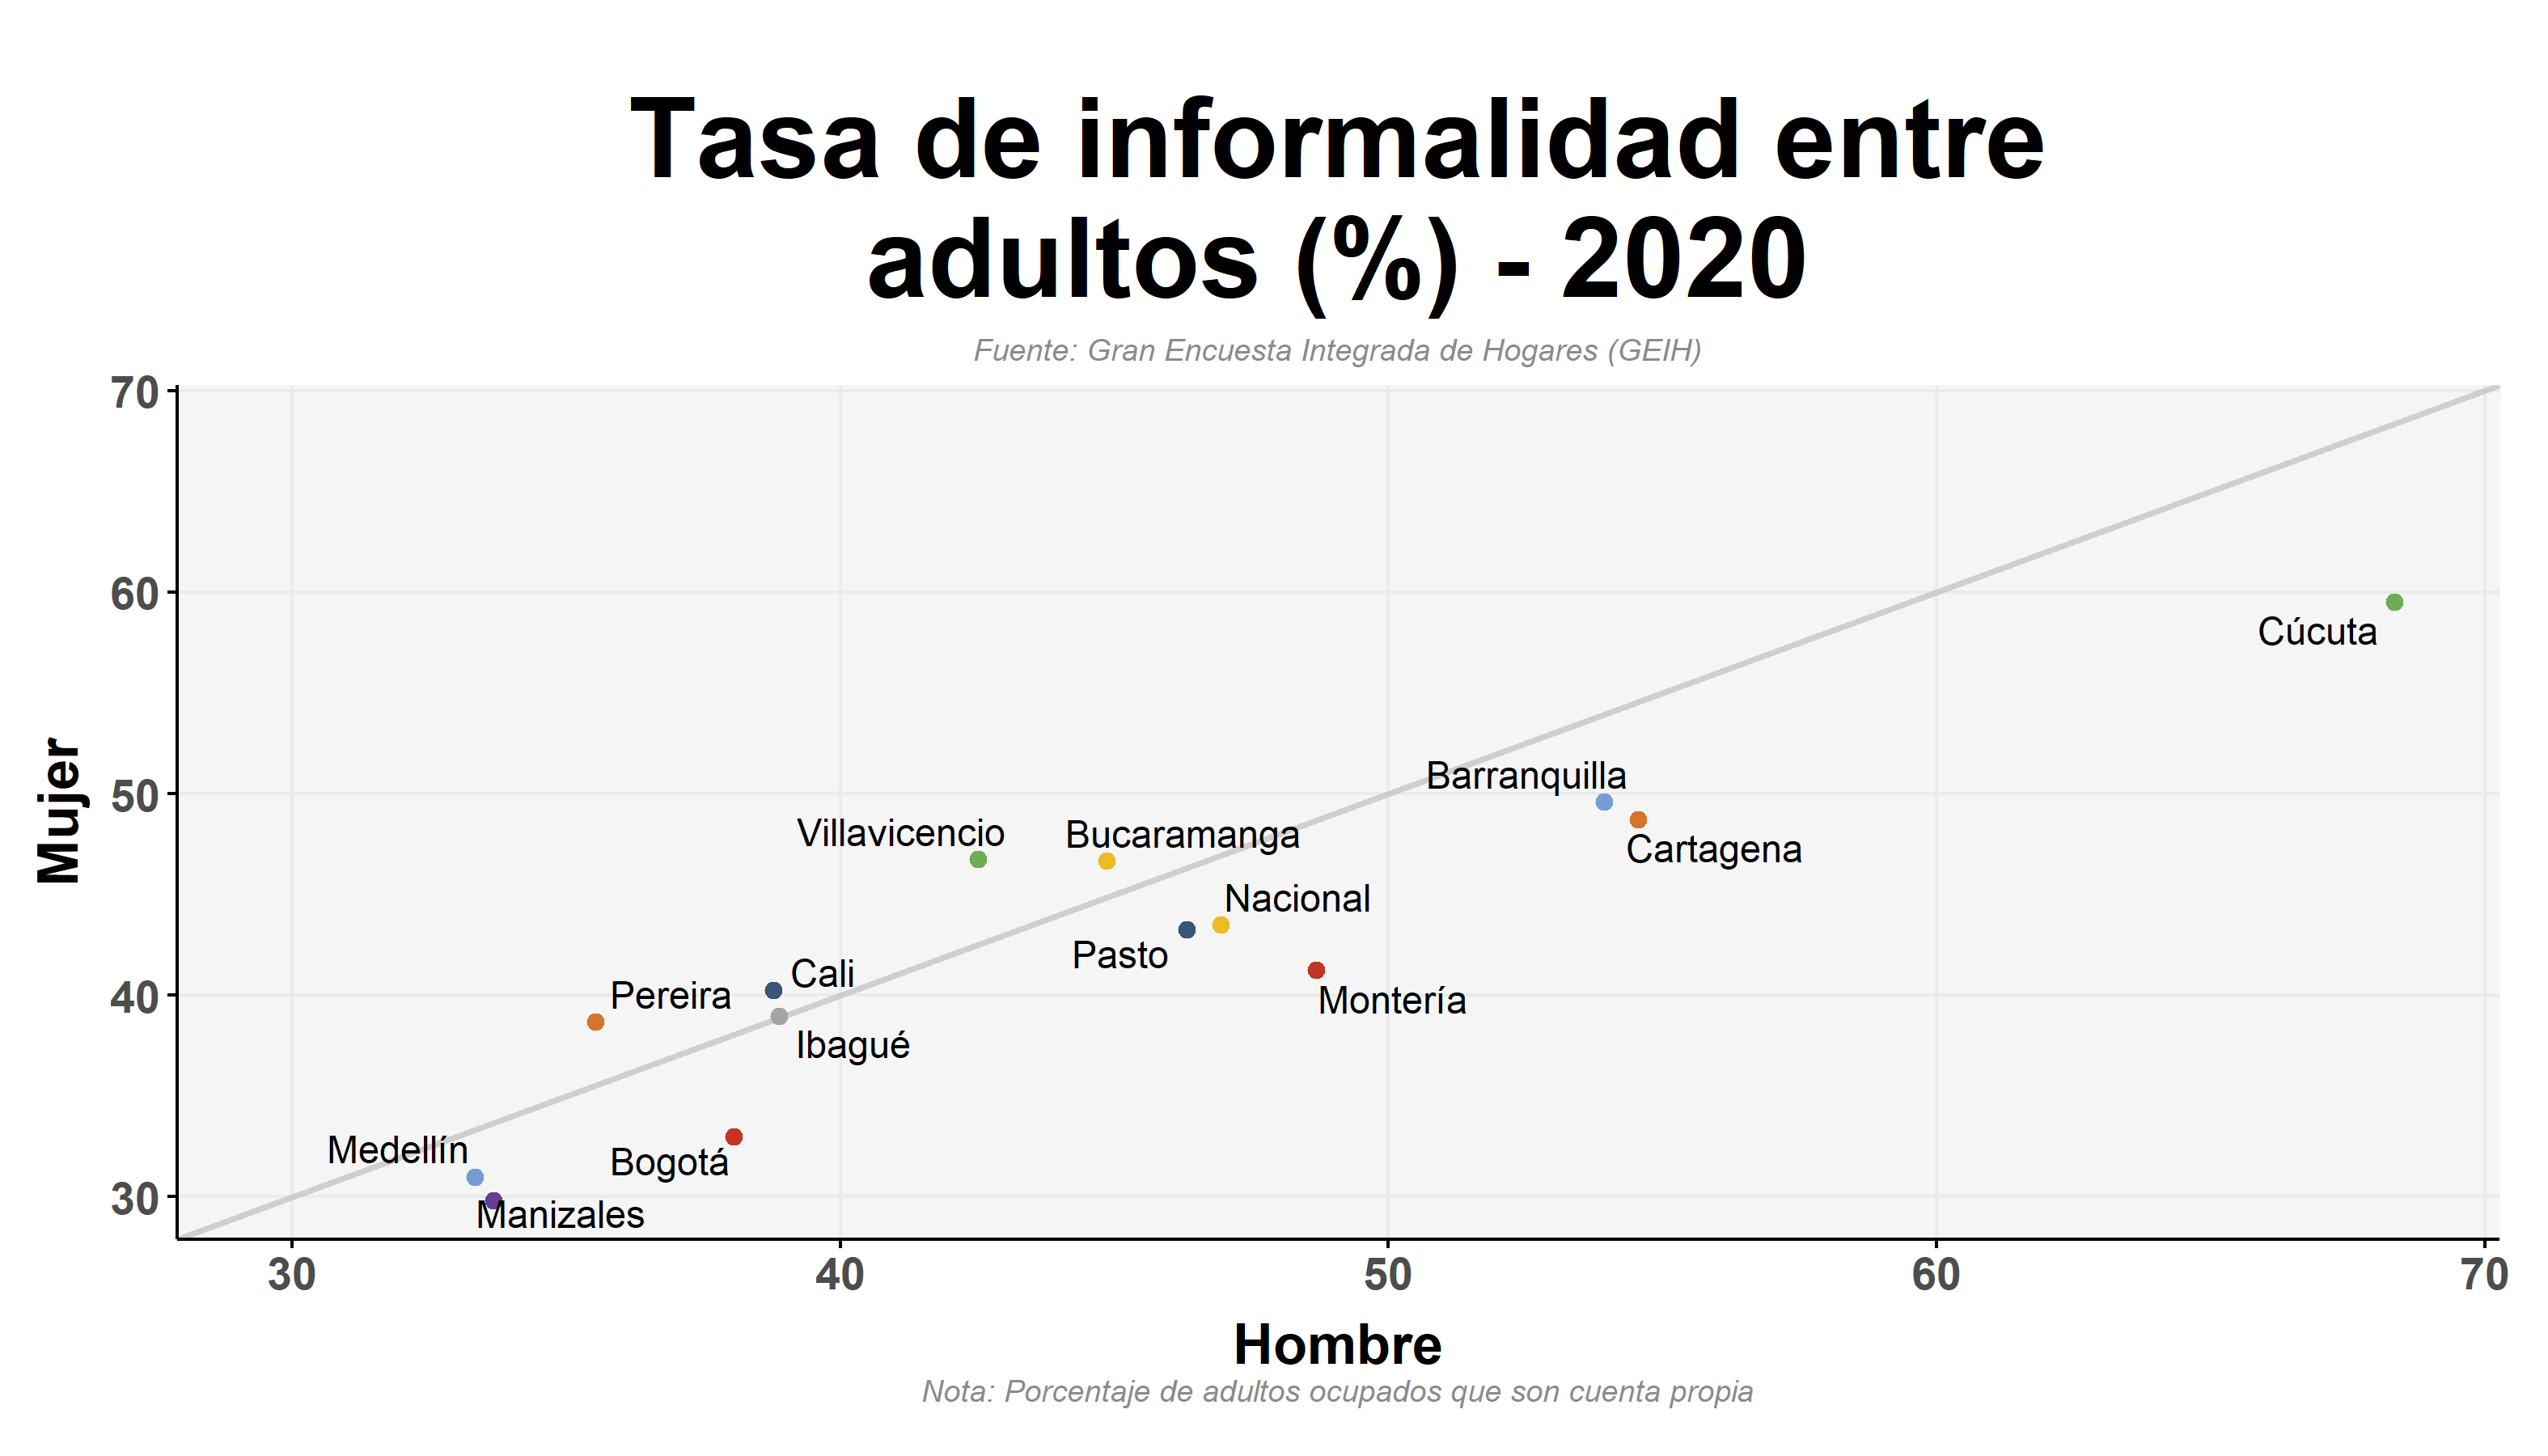 Tasa de informalidad entre
adultos (%) - 2020
Fuente: Gran Encuesta Integrada de Hogares (GEIH)
70
60
Cúcuta
Mujer
50
Barranquilla
Villavicencio
Bucaramanga
Cartagena
Nacional
Pasto
Cali
40
Pereira
Montería
Ibagué
Medellín
Bogotá
30
Manizales
30 40 50 60 70
Hombre
Nota: Porcentaje de adultos ocupados que son cuenta propia